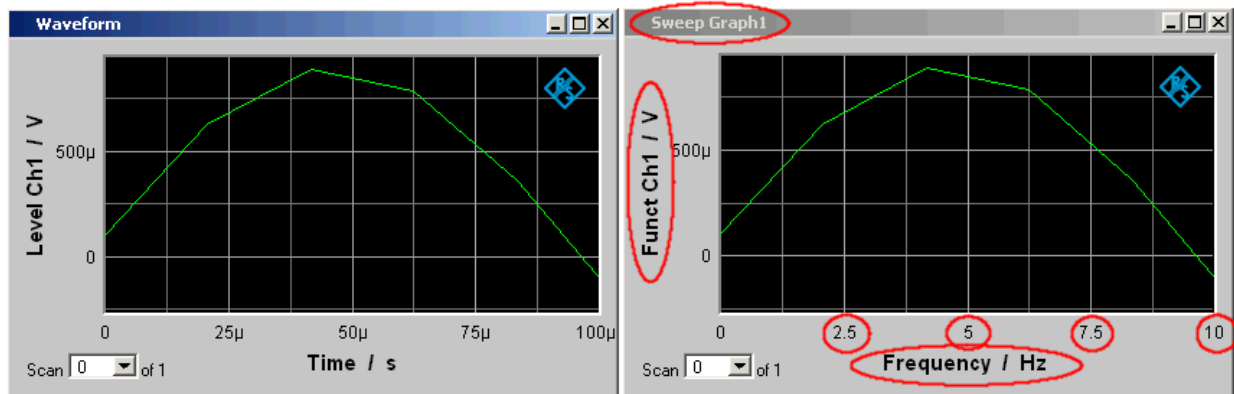 Waveform
Level Ch1 / V
500µ
0
0 25µ 50µ 75µ 100µ
Time / s
Scan 0 of 1
Sweep Graph1
Funct Ch1 / V
500µ
0
0 2.5 5 7.5 10
Frequency / Hz
Scan 0 of 1